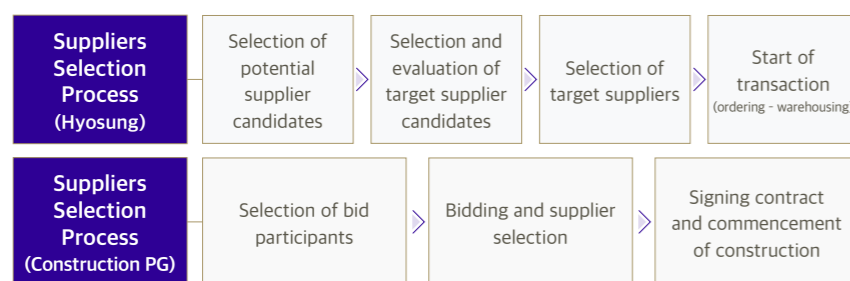 Suppliers
Selection
Process
(Hyosung)
Selection of
potential
supplier
candidates
Selection and
evaluation of
target supplier
candidates
Selection of
target suppliers
Start of
transaction
(ordering - warehousing)
Suppliers
Selection
Process
(Construction PG)
Selection of bid
participants
Bidding and supplier
selection
Signing contract
and commencement
of construction